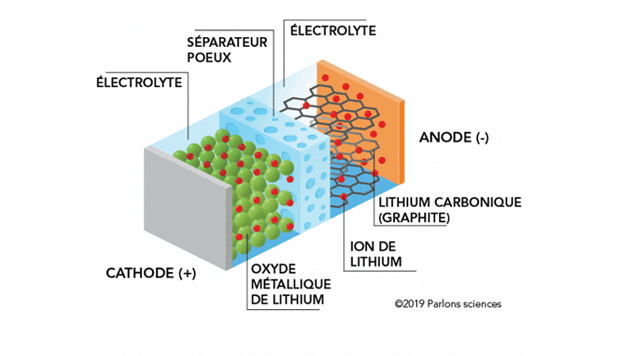 ÉLECTROLYTE
SÉPARATEUR
POEUX
ÉLECTROLYTE
ANODE (-)
LITHIUM CARBONIQUE
(GRAPHITE)
ION DE
LITHIUM
CATHODE (+)
OXYDE
MÉTALLIQUE
DE LITHIUM
©2019 Parlons sciences